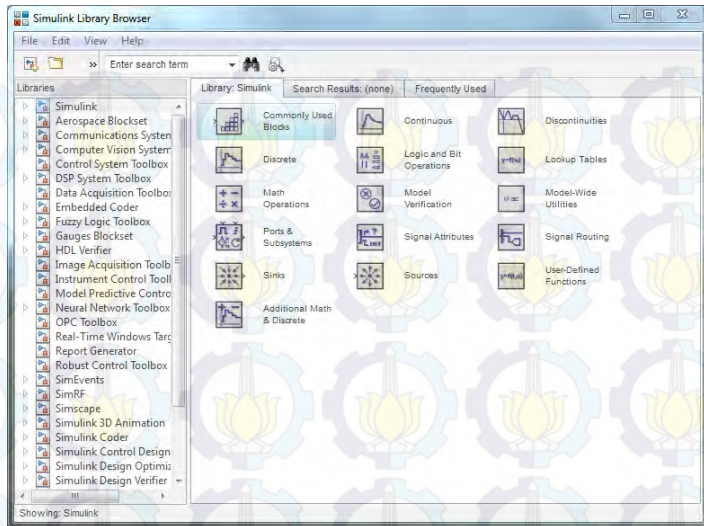 Simulink Library Browser
File Edit View Help
» Enter search term
Libraries
Library: Simulink Search Results: (none) Frequently Used
Simulink
Aerospace Blockset
Communications System
Computer Vision System
Control System Toolbox
DSP System Toolbox
Data Acquisition Toolbo
Embedded Coder
Fuzzy Logic Toolbox
Gauges Blockset
HDL Verifier
Image Acquisition Toolb
Instrument Control Tooll
Model Predictive Contro
Neural Network Toolbox
OPC Toolbox
Real-Time Windows Targ
Report Generator
Robust Control Toolbox
SimEvents
SimRF
Simscape
Simulink 3D Animation
Simulink Coder
Simulink Control Design
Simulink Design Optimiz
Simulink Design Verifier
Commonly Used
Blocks
Continuous
Discontinuities
Discrete
Logic and Bit
Operations
Lookup Tables
Math
Operations
Model
Verification
Model-Wide
Utilities
Ports &
Subsystems
Signal Attributes
Signal Routing
Sinks
Sources
User-Defined
Functions
Additional Math
& Discrete
Showing: Simulink